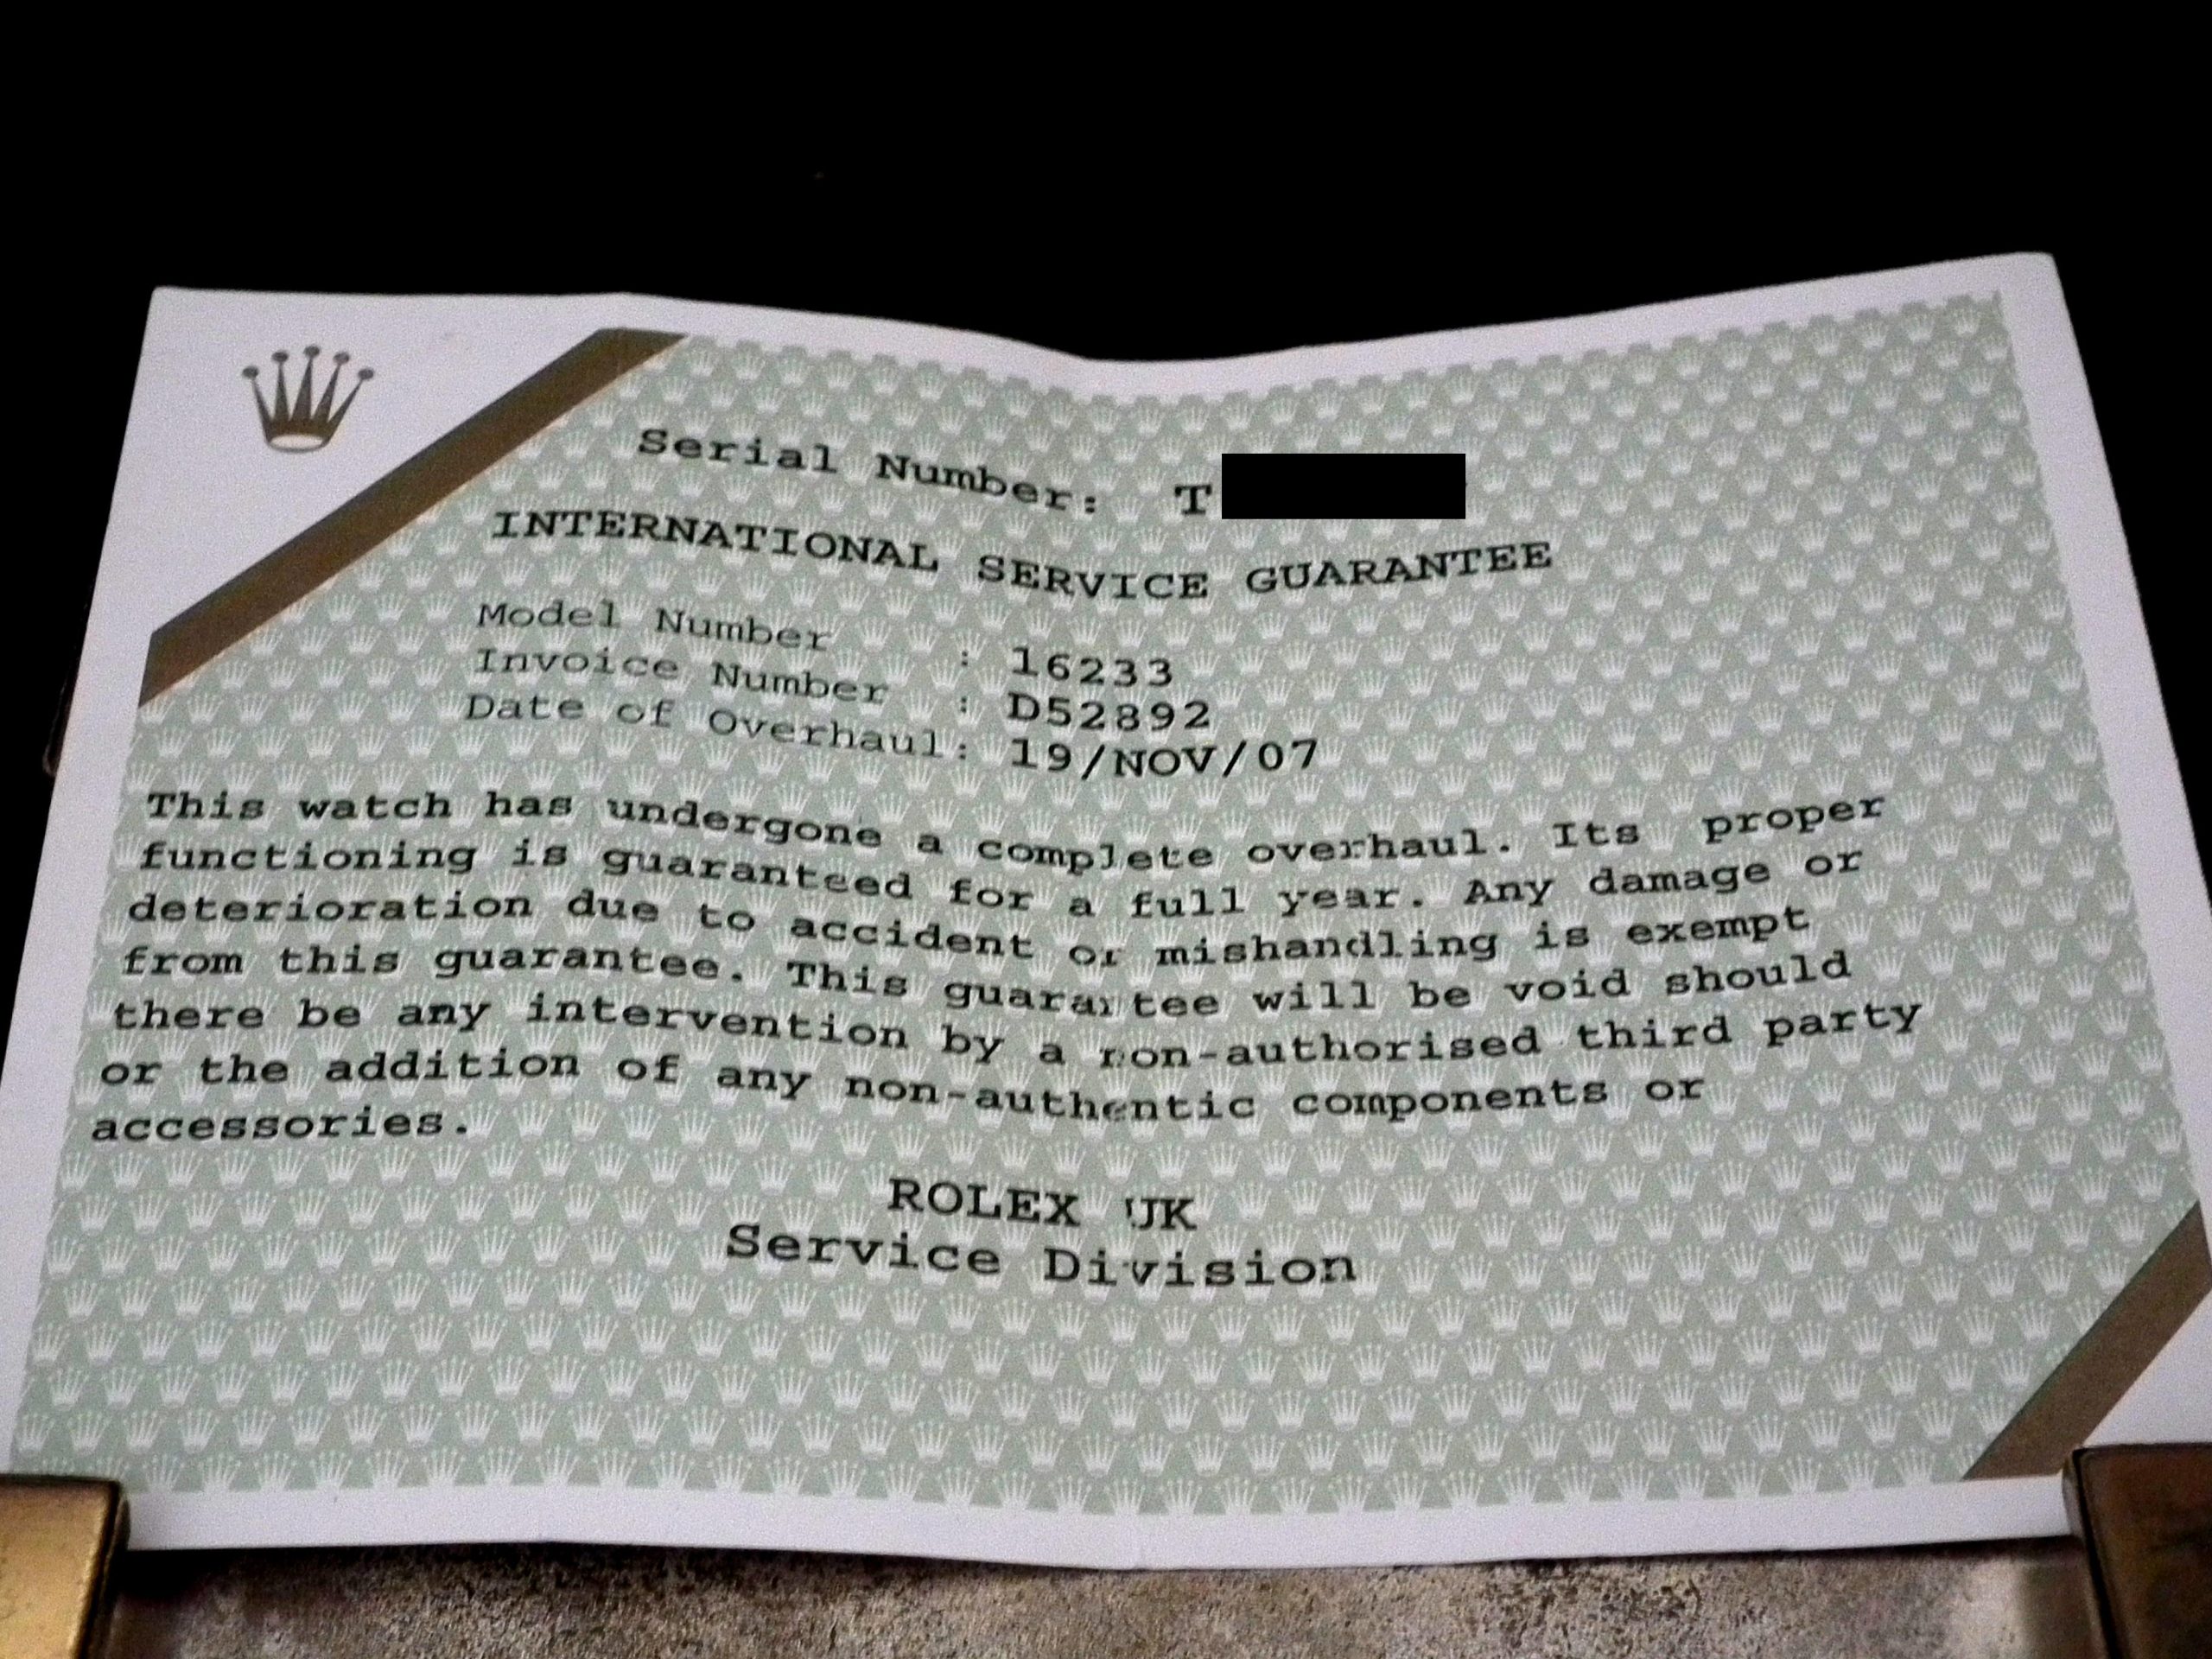 Serial Number: T
INTERNATIONAL SERVICE GUARANTEE
Model Number : 16233
Invoice Number : D52892
Date of Overhaul: 19/NOV/07
This watch has undergone a complete overhaul. Its proper
functioning is guaranteed for a full year. Any damage or
deterioration due to accident or mishandling is exempt
from this guarantee. This guarantee will be void should
there be any intervention by a non-authorised third party
or the addition of any non-authentic components or
accessories.
ROLEX UK
Service Division